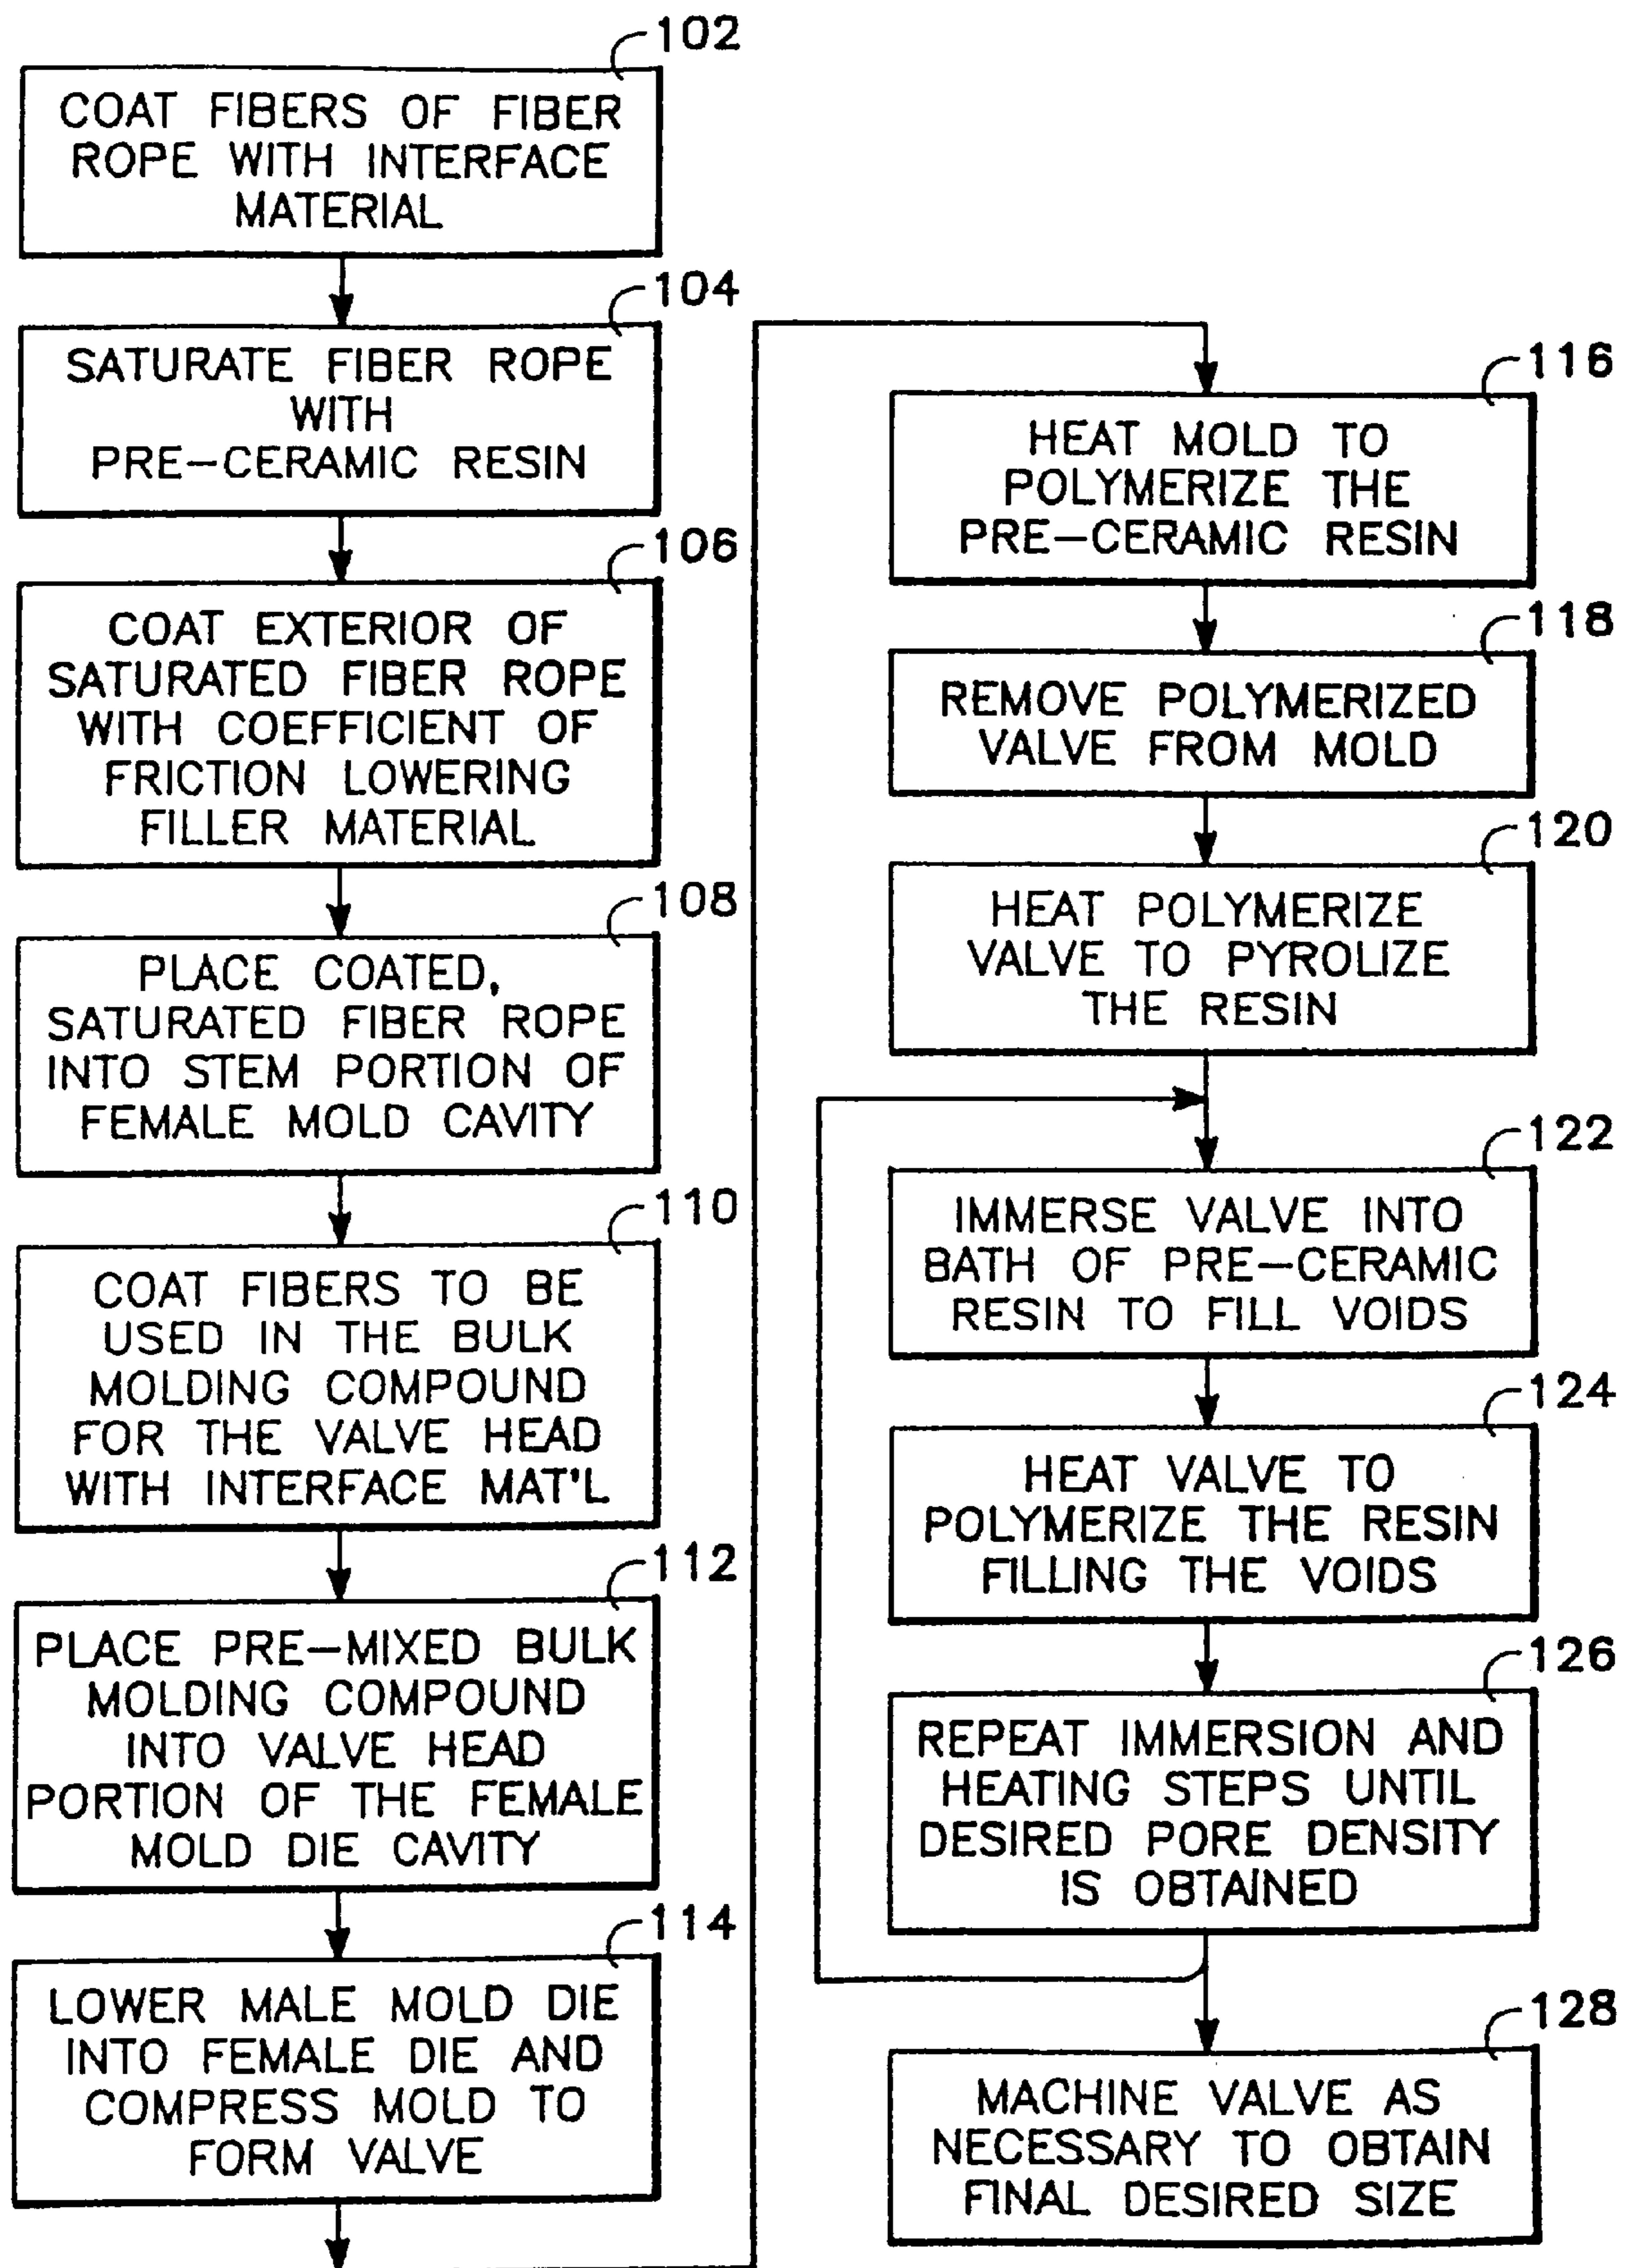 102
COAT FIBERS OF FIBER
ROPE WITH INTERFACE
MATERIAL
104
SATURATE FIBER ROPE
WITH
PRE-CERAMIC RESIN
106
COAT EXTERIOR OF
SATURATED FIBER ROPE
WITH COEFFICIENT OF
FRICTION LOWERING
FILLER MATERIAL
108
PLACE COATED,
SATURATED FIBER ROPE
INTO STEM PORTION OF
FEMALE MOLD CAVITY
110
COAT FIBERS TO BE
USED IN THE BULK
MOLDING COMPOUND
FOR THE VALVE HEAD
WITH INTERFACE MAT'L
112
PLACE PRE-MIXED BULK
MOLDING COMPOUND
INTO VALVE HEAD
PORTION OF THE FEMALE
MOLD DIE CAVITY
114
LOWER MALE MOLD DIE
INTO FEMALE DIE AND
COMPRESS MOLD TO
FORM VALVE
116
HEAT MOLD TO
POLYMERIZE THE
PRE-CERAMIC RESIN
118
REMOVE POLYMERIZED
VALVE FROM MOLD
120
HEAT POLYMERIZE
VALVE TO PYROLIZE
THE RESIN
122
IMMERSE VALVE INTO
BATH OF PRE-CERAMIC
RESIN TO FILL VOIDS
124
HEAT VALVE TO
POLYMERIZE THE RESIN
FILLING THE VOIDS
126
REPEAT IMMERSION AND
HEATING STEPS UNTIL
DESIRED PORE DENSITY
IS OBTAINED
128
MACHINE VALVE AS
NECESSARY TO OBTAIN
FINAL DESIRED SIZE